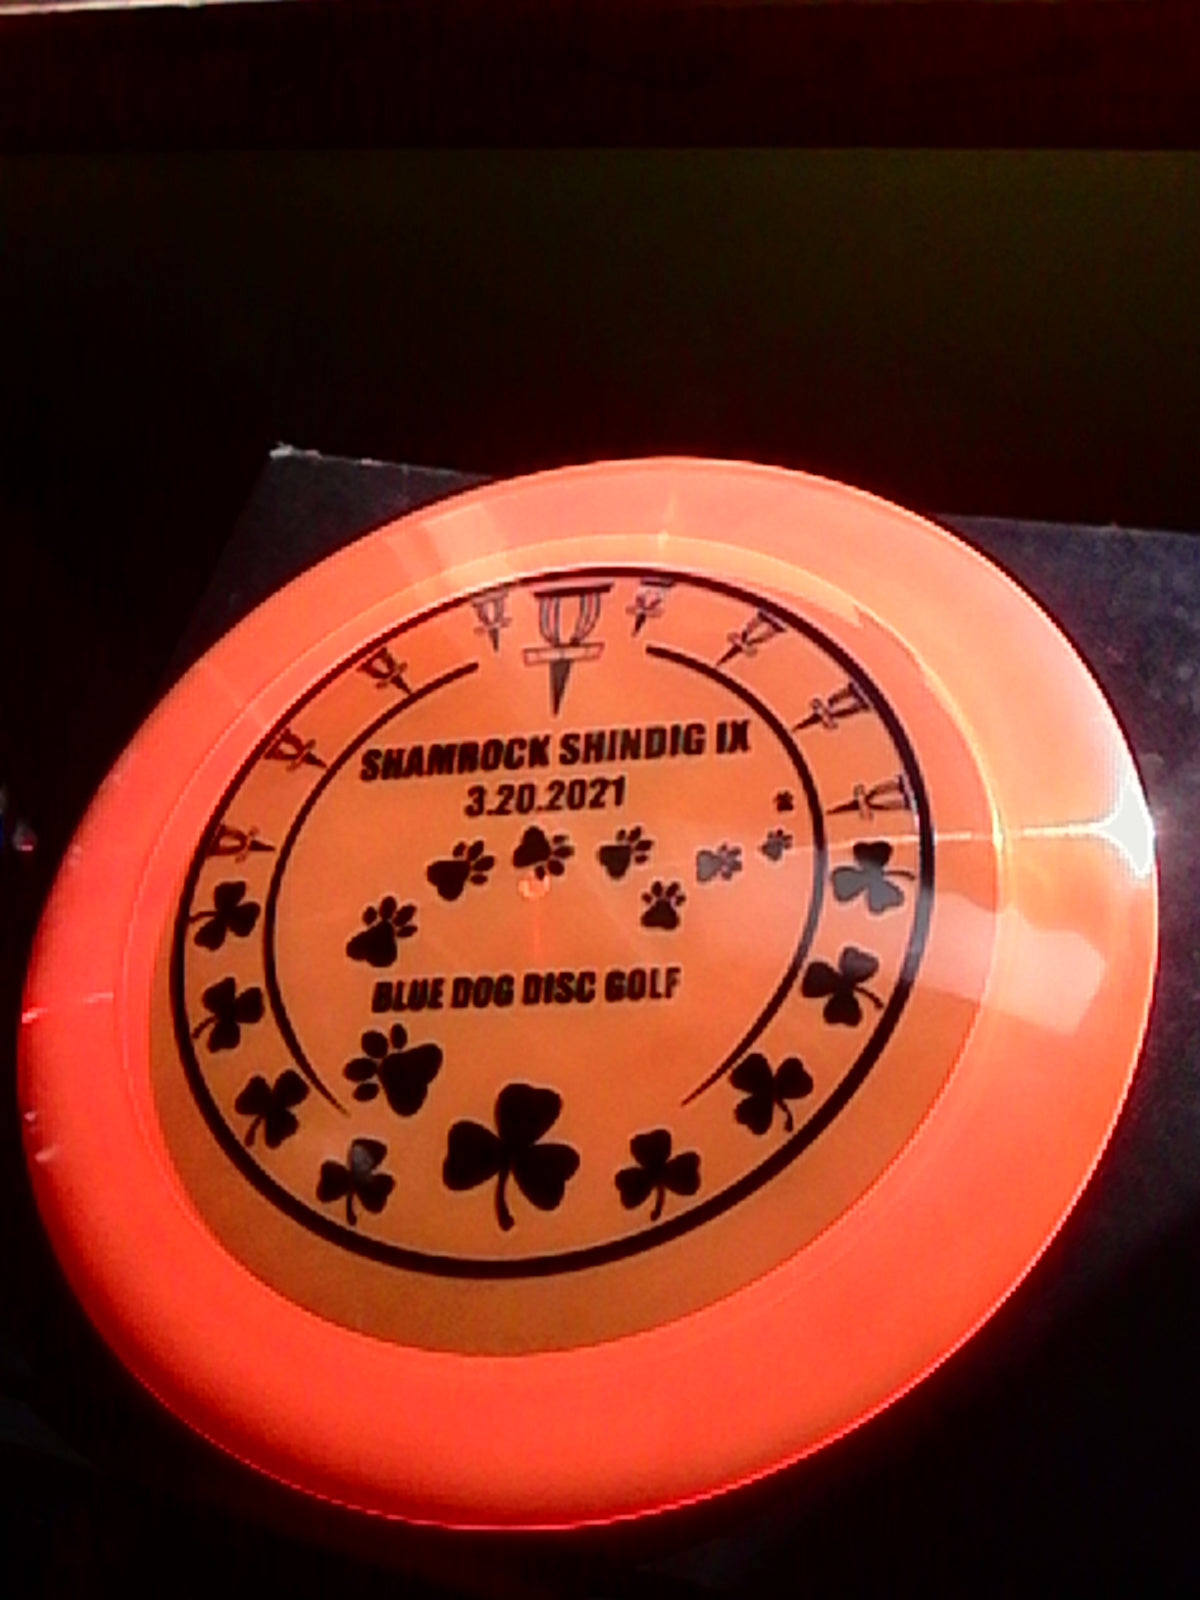 SHAMROCK SHINDIG IX
3.20.2021
BLUE DOG DISC GOLF